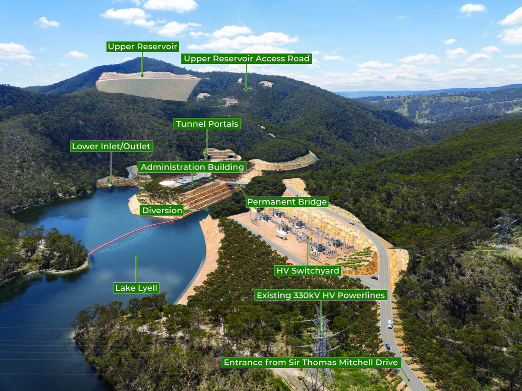 Upper Reservoir
Upper Reservoir Access Road
Tunnel Portals
Lower Inlet/Outlet
Administration Building
Permanent Bridge
Diversion
HV Switchyard
Lake Lyell
Existing 330kV HV Powerlines
Entrance from Sir Thomas Mitchell Drive